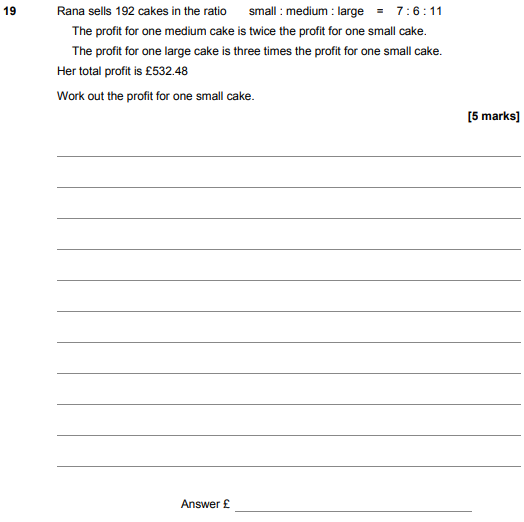 19 Rana sells 192 cakes in the ratio small : medium : large = 7 : 6 : 11
The profit for one medium cake is twice the profit for one small cake.
The profit for one large cake is three times the profit for one small cake.
Her total profit is £532.48
Work out the profit for one small cake.
[5 marks]
Answer £